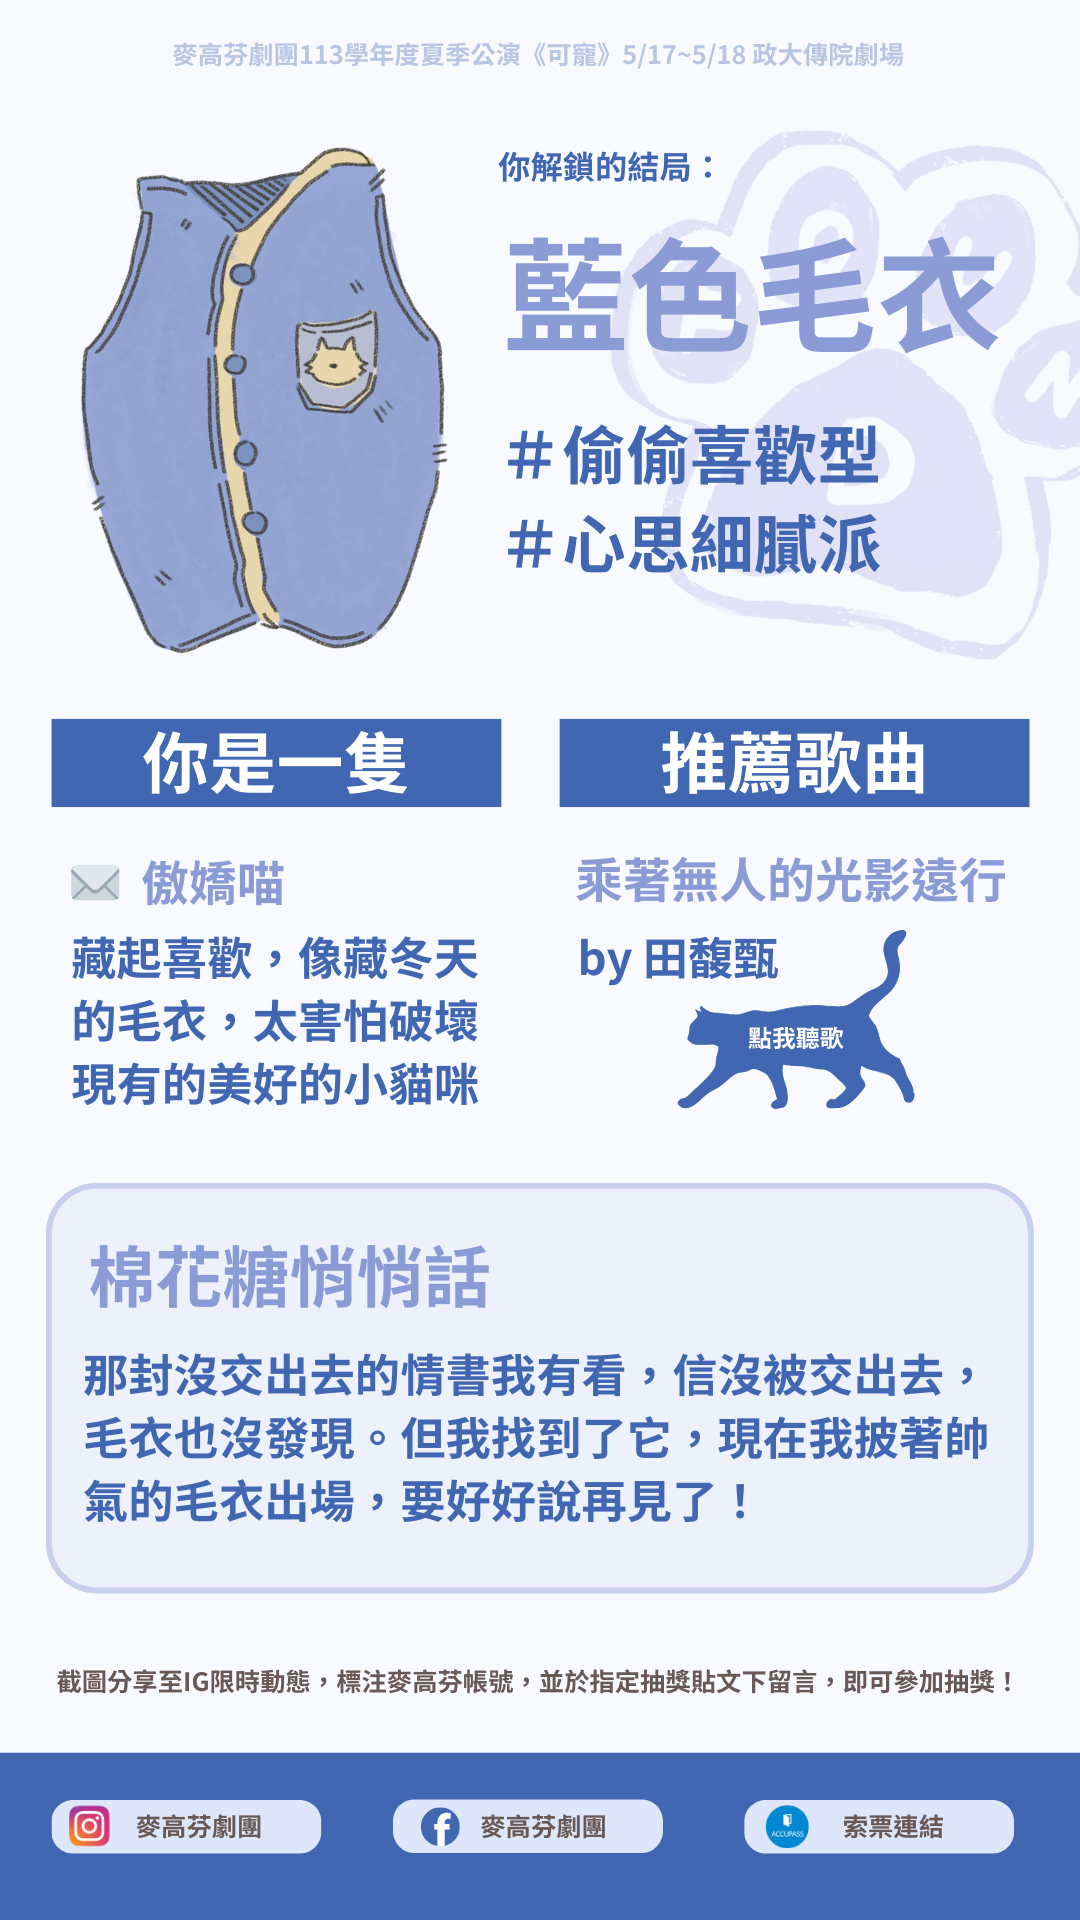 麥高芬劇團113學年度夏季公演《可寵》5/17~5/18 政大傳院劇場
你解鎖的結局：
藍色毛衣
＃偷偷喜歡型
＃心思細膩派
你是一隻
傲嬌喵
藏起喜歡，像藏冬天
的毛衣，太害怕破壞
現有的美好的小貓咪
推薦歌曲
乘著無人的光影遠行
by 田馥甄
點我聽歌
棉花糖悄悄話
那封沒交出去的情書我有看，信沒被交出去，
毛衣也沒發現。但我找到了它，現在我披著帥
氣的毛衣出場，要好好說再見了！
截圖分享至IG限時動態，標注麥高芬帳號，並於指定抽獎貼文下留言，即可參加抽獎！
麥高芬劇團
麥高芬劇團
ACCUPASS
索票連結